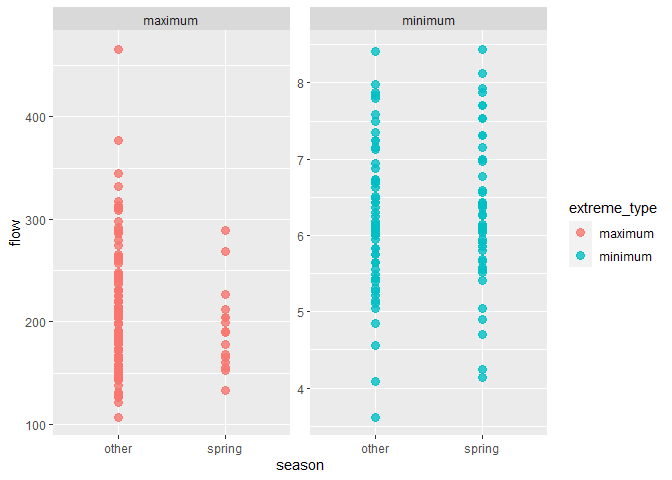 maximum
minimum
flow
400
300
200
100
8
7
6
5
4
other
spring
other
spring
season
extreme_type
maximum
minimum